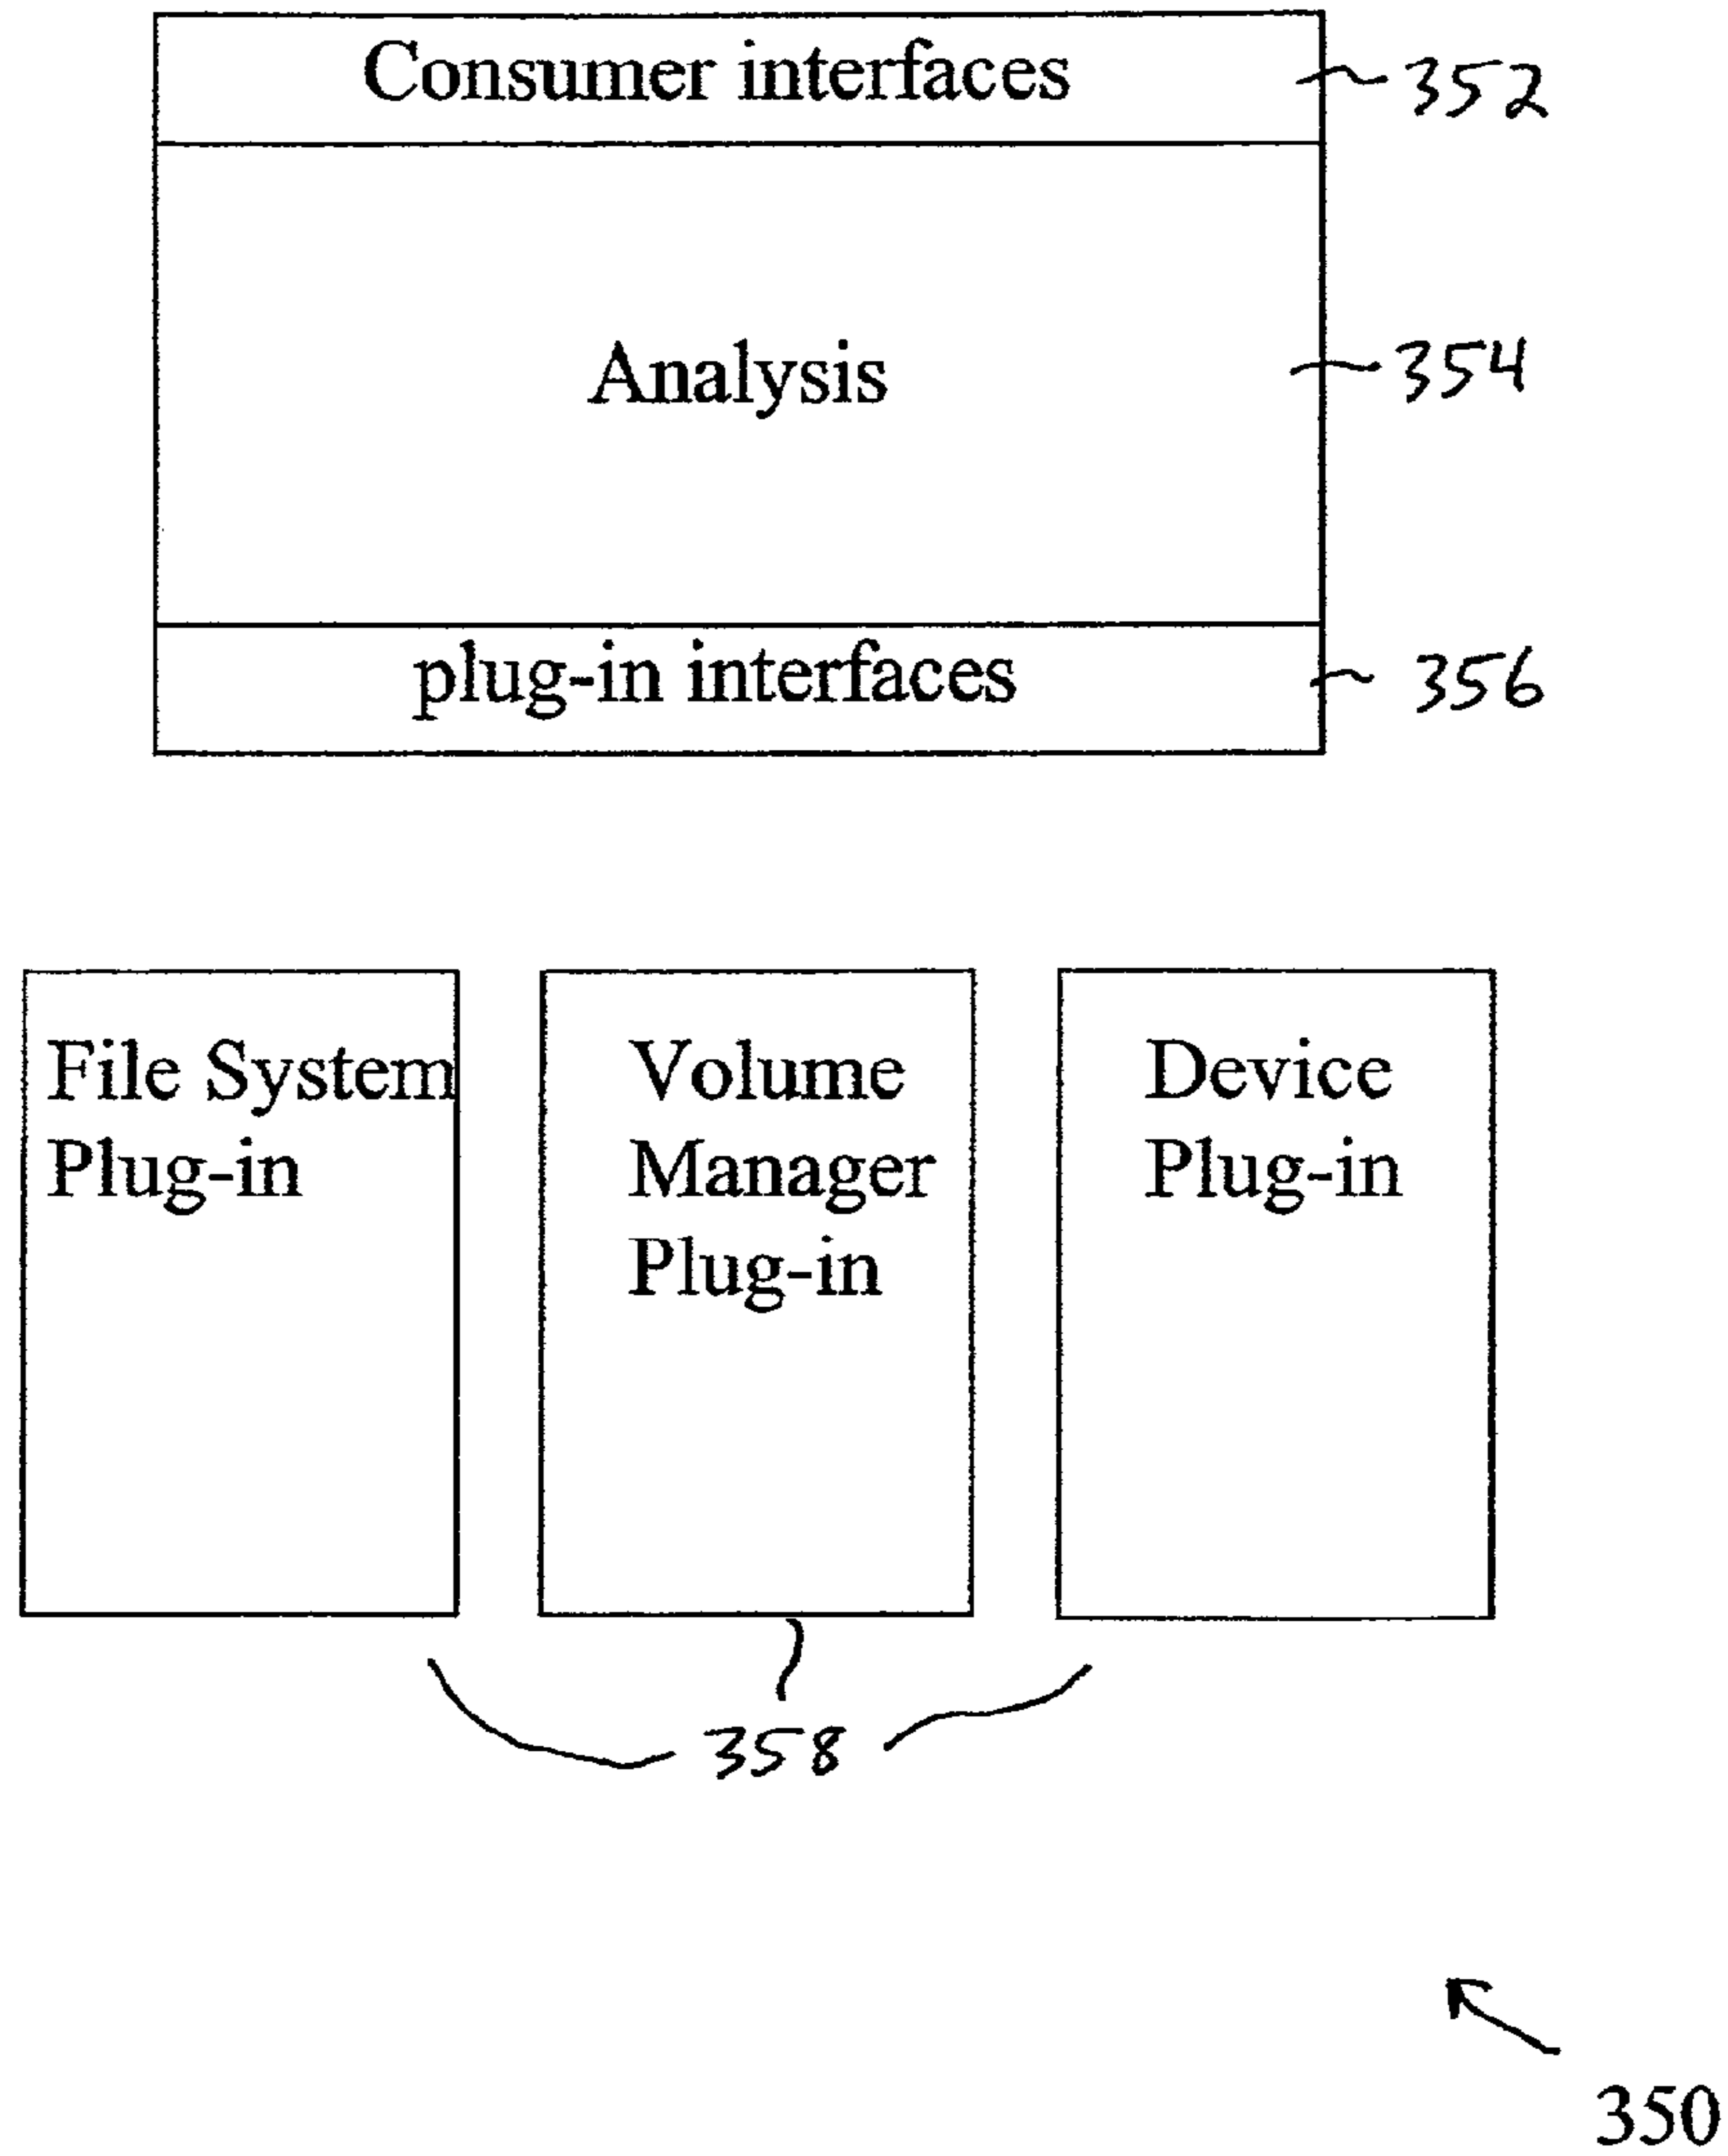 Consumer interfaces
352
Analysis
354
plug-in interfaces
356
File System
Plug-in
Volume
Manager
Plug-in
Device
Plug-in
358
350